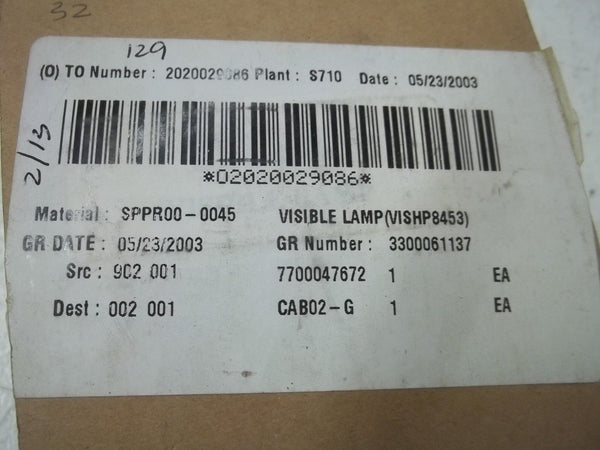 32
129
(O) TO Number : 2020029086 Plant : S710 Date : 05/23/2003
2/13
*O2020029086*
Material : SPPR00-0045 VISIBLE LAMP(VISHP8453)
GR DATE : 05/23/2003 GR Number : 3300061137
Src : 902 001 7700047672 1 EA
Dest : 002 001 CAB02-G 1 EA